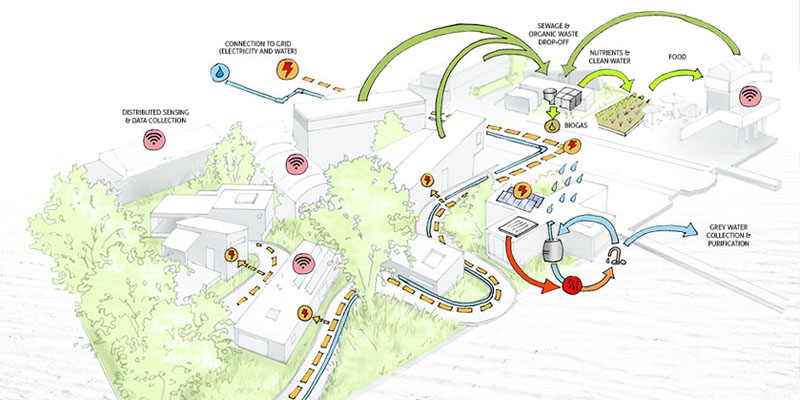 SEWAGE &
ORGANIC WASTE
DROP-OFF
CONNECTION TO GRID
(ELECTRICITY AND WATER)
NUTRIENTS &
CLEAN WATER
FOOD
DISTRIBUTED SENSING
& DATA COLLECTION
BIOGAS
GREY WATER
COLLECTION &
PURIFICATION